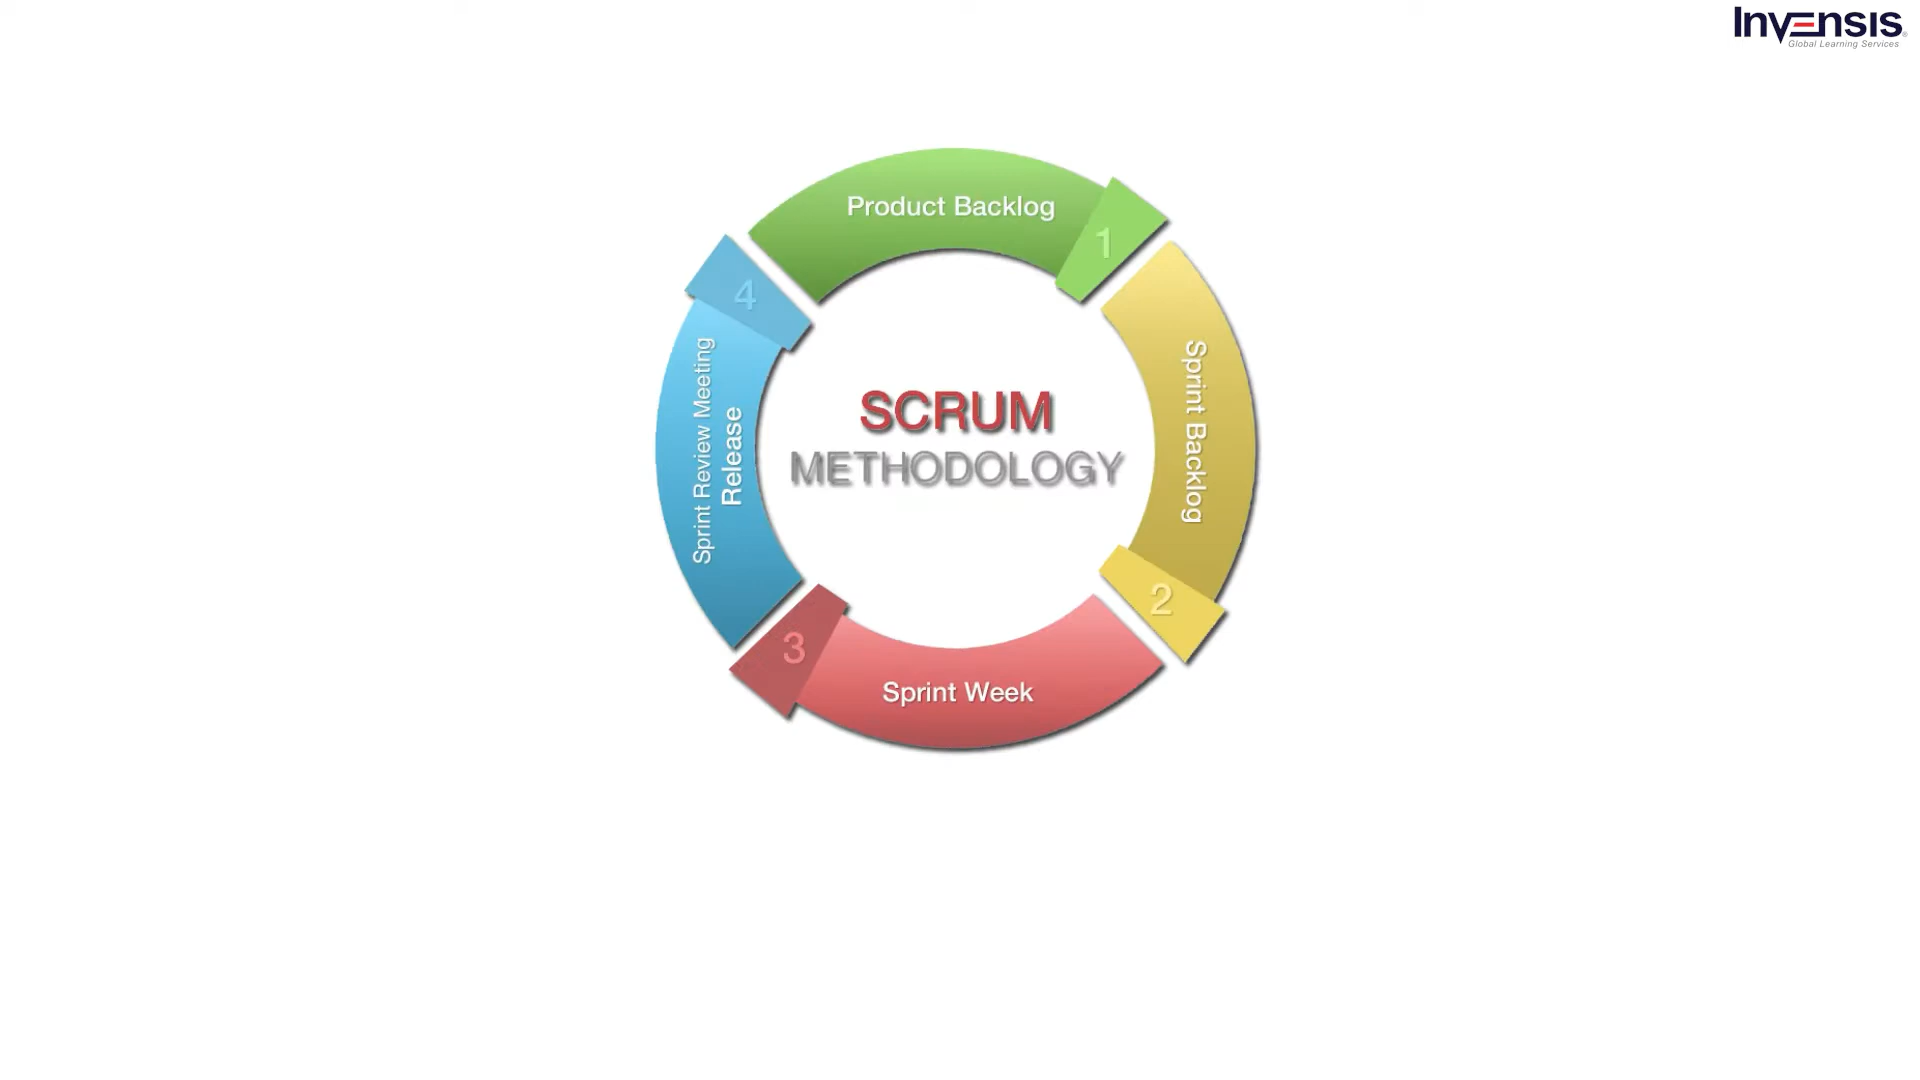 Invensis®
Global Learning Services
Product Backlog
1
Sprint Backlog
2
Sprint Week
3
Sprint Review Meeting
Release
4
SCRUM
METHODOLOGY